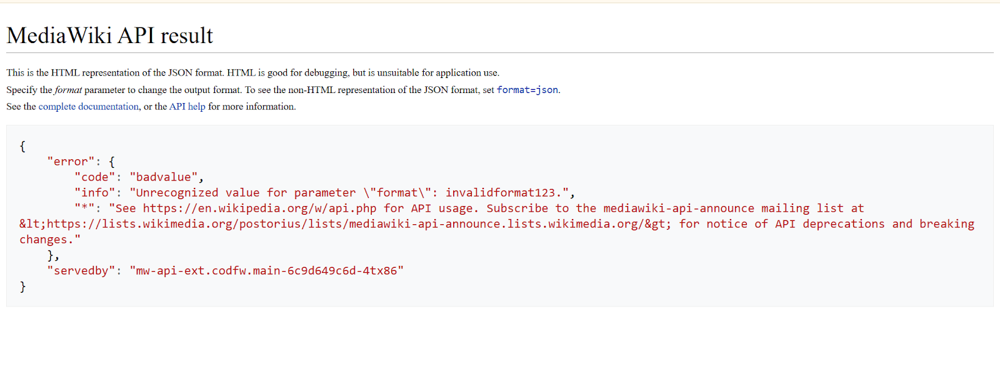 MediaWiki API result
This is the HTML representation of the JSON format. HTML is good for debugging, but is unsuitable for application use.
Specify the format parameter to change the output format. To see the non-HTML representation of the JSON format, set format=json.
See the complete documentation, or the API help for more information.
{
    "error": {
        "code": "badvalue",
        "info": "Unrecognized value for parameter \"format\": invalidformat123.",
        "*": "See https://en.wikipedia.org/w/api.php for API usage. Subscribe to the mediawiki-api-announce mailing list at
&lt;https://lists.wikimedia.org/postorius/lists/mediawiki-api-announce.lists.wikimedia.org/&gt; for notice of API deprecations and breaking
changes."
    },
    "servedby": "mw-api-ext.codfw.main-6c9d649c6d-4tx86"
}